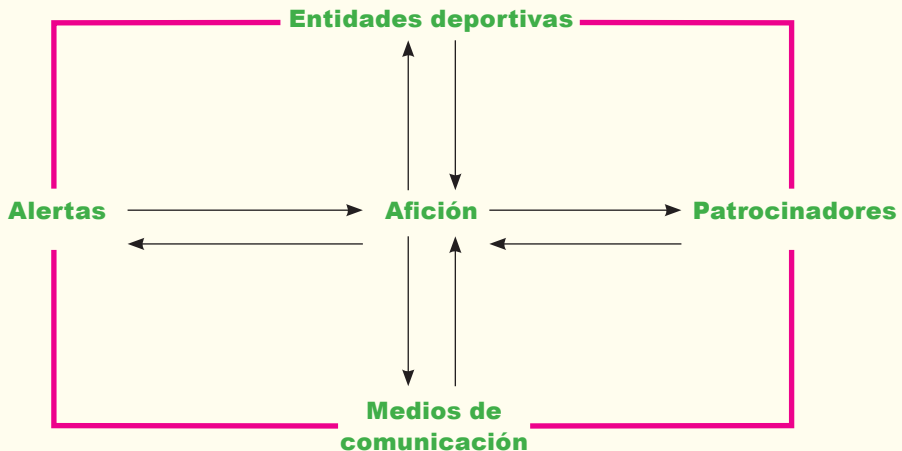 Entidades deportivas
Alertas
Afición
Patrocinadores
Medios de
comunicación